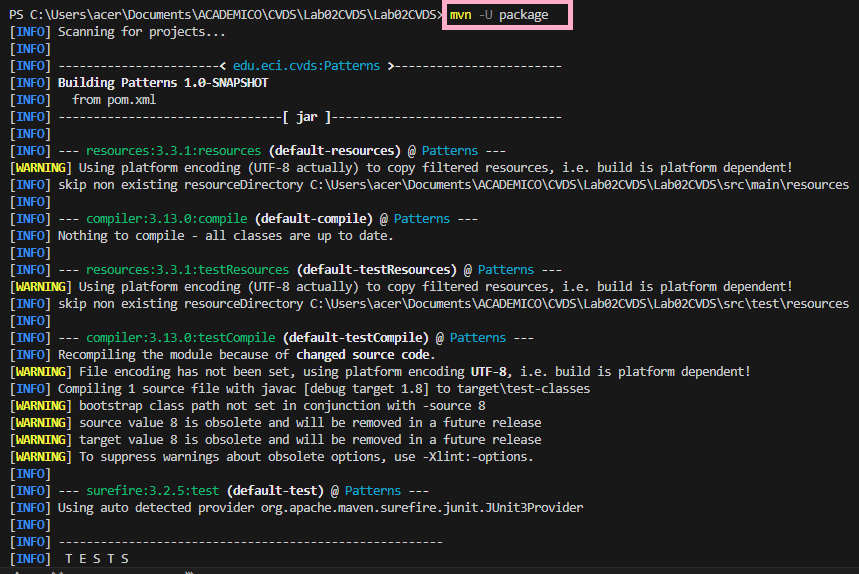 PS C:\Users\acer\Documents\ACADEMICO\CVDS\Lab02CVDS\Lab02CVDS> mvn -U package
[INFO] Scanning for projects...
[INFO]
[INFO] -----------------------< edu.eci.cvds:Patterns >------------------------
[INFO] Building Patterns 1.0-SNAPSHOT
[INFO]   from pom.xml
[INFO] --------------------------------[ jar ]---------------------------------
[INFO]
[INFO] --- resources:3.3.1:resources (default-resources) @ Patterns ---
[WARNING] Using platform encoding (UTF-8 actually) to copy filtered resources, i.e. build is platform dependent!
[INFO] skip non existing resourceDirectory C:\Users\acer\Documents\ACADEMICO\CVDS\Lab02CVDS\Lab02CVDS\src\main\resources
[INFO]
[INFO] --- compiler:3.13.0:compile (default-compile) @ Patterns ---
[INFO] Nothing to compile - all classes are up to date.
[INFO]
[INFO] --- resources:3.3.1:testResources (default-testResources) @ Patterns ---
[WARNING] Using platform encoding (UTF-8 actually) to copy filtered resources, i.e. build is platform dependent!
[INFO] skip non existing resourceDirectory C:\Users\acer\Documents\ACADEMICO\CVDS\Lab02CVDS\Lab02CVDS\src\test\resources
[INFO]
[INFO] --- compiler:3.13.0:testCompile (default-testCompile) @ Patterns ---
[INFO] Recompiling the module because of changed source code.
[WARNING] File encoding has not been set, using platform encoding UTF-8, i.e. build is platform dependent!
[INFO] Compiling 1 source file with javac [debug target 1.8] to target\test-classes
[WARNING] bootstrap class path not set in conjunction with -source 8
[WARNING] source value 8 is obsolete and will be removed in a future release
[WARNING] target value 8 is obsolete and will be removed in a future release
[WARNING] To suppress warnings about obsolete options, use -Xlint:-options.
[INFO]
[INFO] --- surefire:3.2.5:test (default-test) @ Patterns ---
[INFO] Using auto detected provider org.apache.maven.surefire.junit.JUnit3Provider
[INFO]
[INFO] -------------------------------------------------------
[INFO]  T E S T S